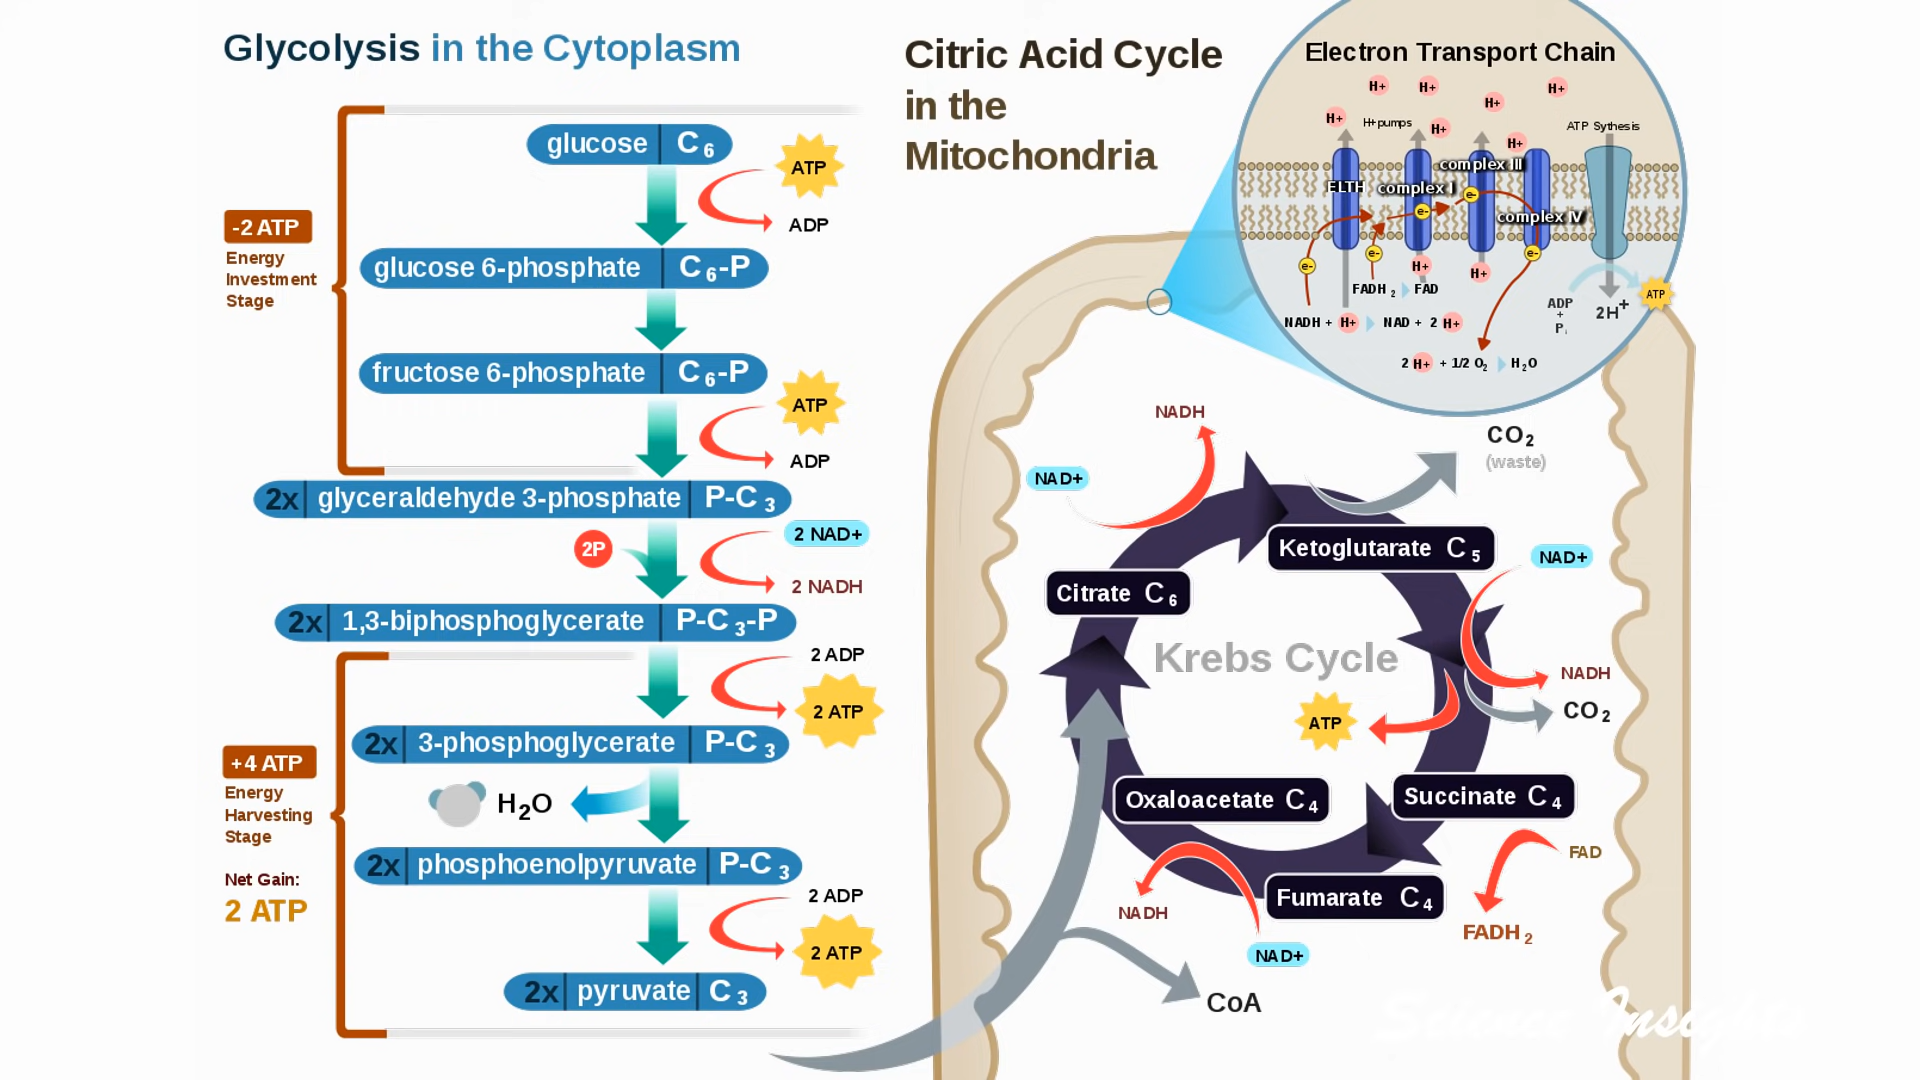 Glycolysis in the Cytoplasm
glucose C6
ATP
ADP
-2 ATP
Energy
Investment
Stage
glucose 6-phosphate C6-P
fructose 6-phosphate C6-P
ATP
ADP
2x glyceraldehyde 3-phosphate P-C3
2P
2 NAD+
2 NADH
2x 1,3-biphosphoglycerate P-C3-P
2 ADP
2 ATP
2x 3-phosphoglycerate P-C3
+4 ATP
Energy
Harvesting
Stage
H2O
2x phosphoenolpyruvate P-C3
Net Gain:
2 ATP
2 ADP
2 ATP
2x pyruvate C3
Citric Acid Cycle
in the
Mitochondria
Electron Transport Chain
H+ H+ H+ H+
H+ H+pumps H+ H+
ATP Sythesis
ELTH complex I complex III
complex IV
e- e- e- e- e-
H+ H+
FADH2 FAD
NADH + H+ NAD + 2 H+
2 H+ + 1/2 O2 H2O
ADP
+
Pi
2H+
ATP
NADH
NAD+
CO2
(waste)
Ketoglutarate C5
NAD+
Citrate C6
Krebs Cycle
NADH
CO2
ATP
Oxaloacetate C4
Succinate C4
FAD
Fumarate C4
NADH
FADH2
NAD+
CoA
Science Insights